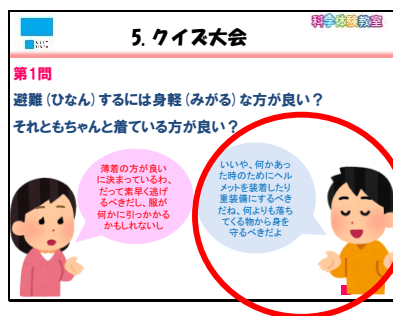 5. クイズ大会
科学体験教室
第1問
避難（ひなん）するには身軽（みがる）な方が良い？
それともちゃんと着ている方が良い？
薄着の方が良い
に決まっているわ、
だって素早く逃げ
るべきだし、服が
何かに引っかかる
かもしれないし
いいや、何かあっ
た時のためにヘル
メットを装着したり
重装備にするべき
だね、何よりも落ち
てくる物から身を
守るべきだよ